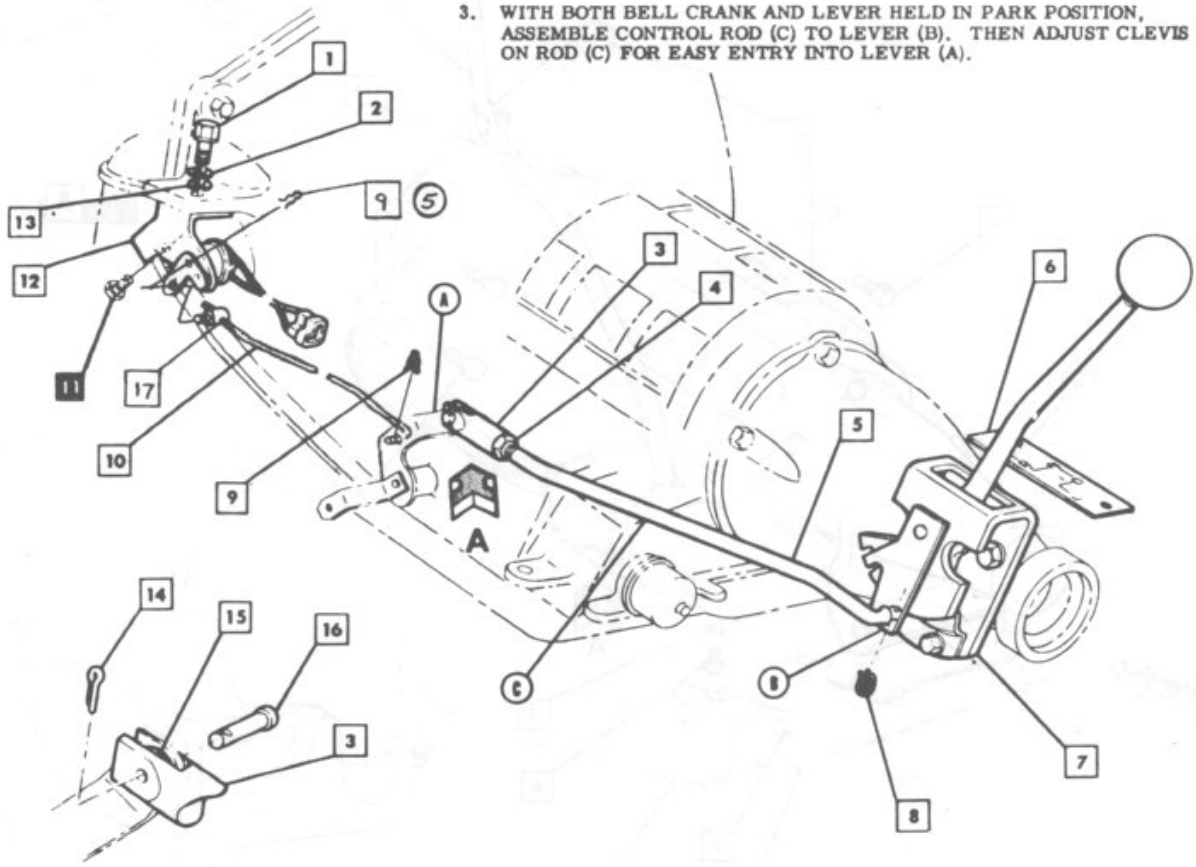 3. WITH BOTH BELL CRANK AND LEVER HELD IN PARK POSITION,
ASSEMBLE CONTROL ROD (C) TO LEVER (B). THEN ADJUST CLEVIS
ON ROD (C) FOR EASY ENTRY INTO LEVER (A).
1
2
9 5
13
12
3
4
6
A
11
17
10
9
5
A
14
15
16
3
C
B
7
8